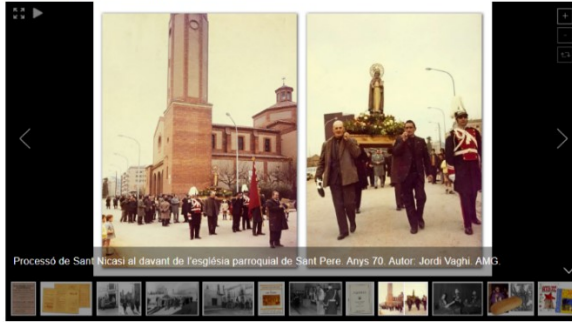 Processó de Sant Nicasi al davant de l'església parroquial de Sant Pere. Anys 70. Autor: Jordi Vaghi. AMG.